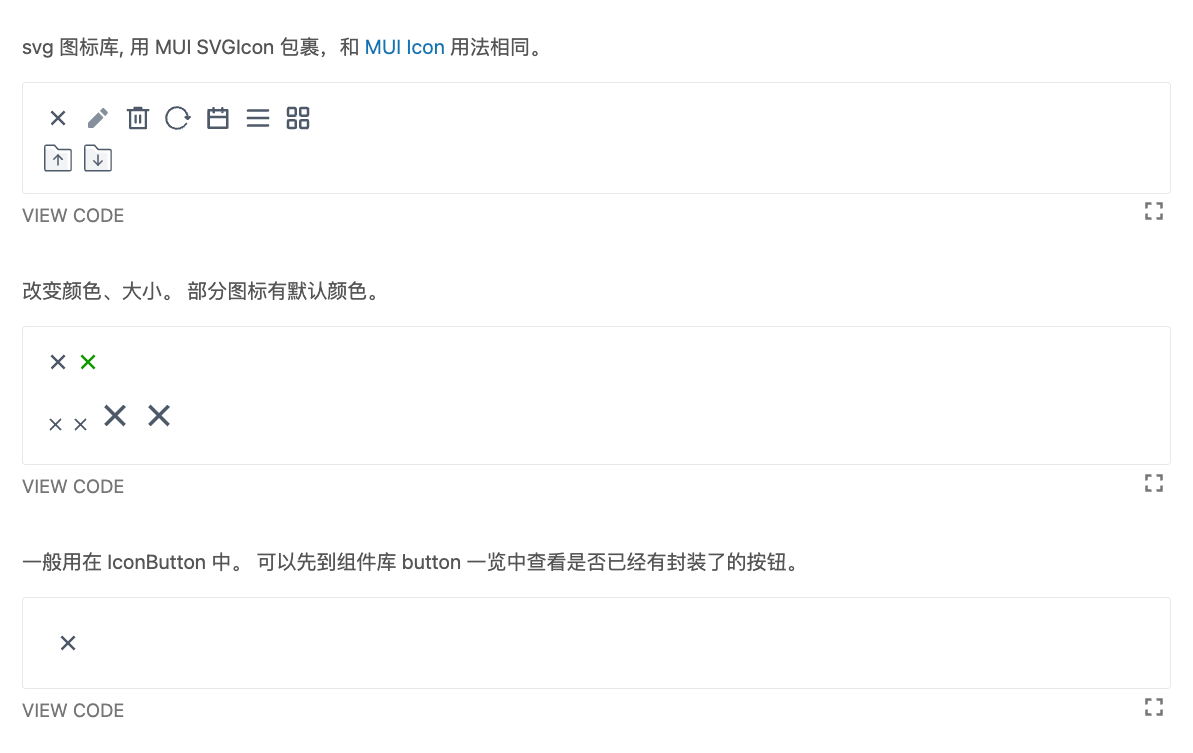 svg 图标库, 用 MUI SVGIcon 包裹，和 MUI Icon 用法相同。
VIEW CODE
改变颜色、大小。 部分图标有默认颜色。
VIEW CODE
一般用在 IconButton 中。 可以先到组件库 button 一览中查看是否已经有封装了的按钮。
VIEW CODE